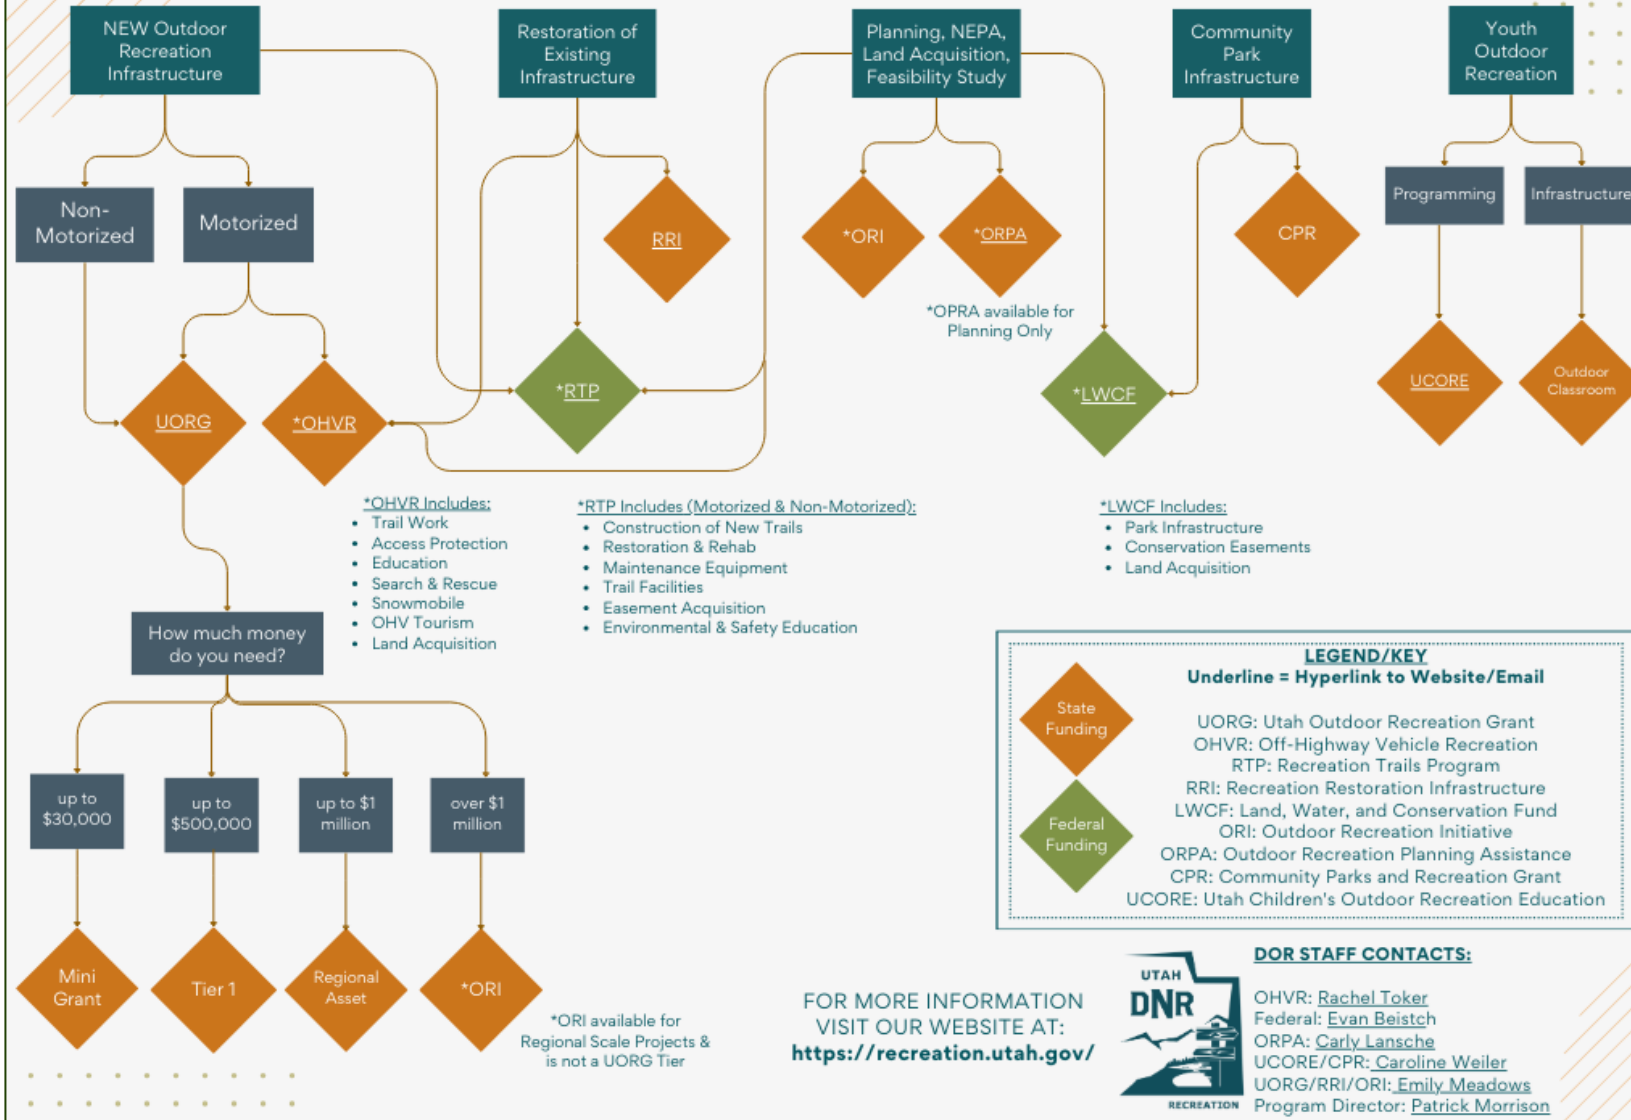 NEW Outdoor
Recreation
Infrastructure
Restoration of
Existing
Infrastructure
Planning, NEPA,
Land Acquisition,
Feasibility Study
Community
Park
Infrastructure
Youth
Outdoor
Recreation
Non-
Motorized
Motorized
RRI
*ORI
*ORPA
CPR
Programming
Infrastructure
*OPRA available for
Planning Only
UORG
*OHVR
*RTP
*LWCF
UCORE
Outdoor
Classroom
*OHVR Includes:
• Trail Work
• Access Protection
• Education
• Search & Rescue
• Snowmobile
• OHV Tourism
• Land Acquisition
*RTP Includes (Motorized & Non-Motorized):
• Construction of New Trails
• Restoration & Rehab
• Maintenance Equipment
• Trail Facilities
• Easement Acquisition
• Environmental & Safety Education
*LWCF Includes:
• Park Infrastructure
• Conservation Easements
• Land Acquisition
How much money
do you need?
up to
$30,000
up to
$500,000
up to $1
million
over $1
million
Mini
Grant
Tier 1
Regional
Asset
*ORI
*ORI available for
Regional Scale Projects &
is not a UORG Tier
LEGEND/KEY
Underline = Hyperlink to Website/Email
State
Funding
Federal
Funding
UORG: Utah Outdoor Recreation Grant
OHVR: Off-Highway Vehicle Recreation
RTP: Recreation Trails Program
RRI: Recreation Restoration Infrastructure
LWCF: Land, Water, and Conservation Fund
ORI: Outdoor Recreation Initiative
ORPA: Outdoor Recreation Planning Assistance
CPR: Community Parks and Recreation Grant
UCORE: Utah Children's Outdoor Recreation Education
FOR MORE INFORMATION
VISIT OUR WEBSITE AT:
https://recreation.utah.gov/
UTAH
DNR
RECREATION
DOR STAFF CONTACTS:
OHVR: Rachel Toker
Federal: Evan Beistch
ORPA: Carly Lansche
UCORE/CPR: Caroline Weiler
UORG/RRI/ORI: Emily Meadows
Program Director: Patrick Morrison